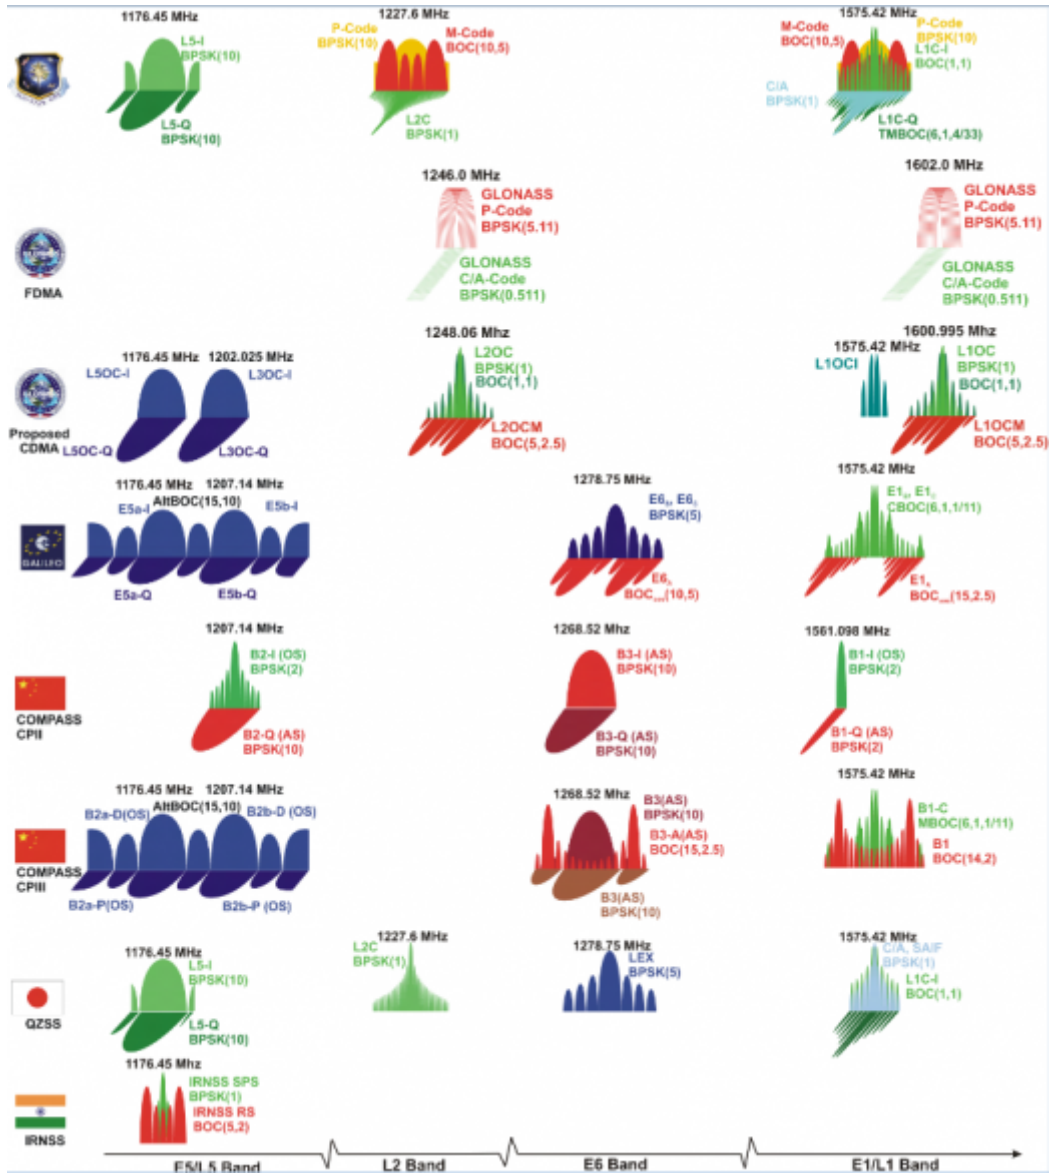 1176.45 MHz
1227.6 MHz
1575.42 MHz
L5-I
BPSK(10)
L5-Q
BPSK(10)
P-Code
BPSK(10)
M-Code
BOC(10,5)
L2C
BPSK(1)
M-Code
BOC(10,5)
P-Code
BPSK(10)
L1C-I
BOC(1,1)
C/A
BPSK(1)
L1C-Q
TMBOC(6,1,4/33)
FDMA
1246.0 MHz
GLONASS
P-Code
BPSK(5.11)
GLONASS
C/A-Code
BPSK(0.511)
1602.0 MHz
GLONASS
P-Code
BPSK(5.11)
GLONASS
C/A-Code
BPSK(0.511)
Proposed
CDMA
1176.45 MHz
1202.025 MHz
L5OC-I
L3OC-I
L5OC-Q
L3OC-Q
1248.06 Mhz
L2OC
BPSK(1)
BOC(1,1)
L2OCM
BOC(5,2.5)
1600.995 Mhz
1575.42 MHz
L1OCI
L1OC
BPSK(1)
BOC(1,1)
L1OCM
BOC(5,2.5)
GALILEO
1176.45 MHz
1207.14 MHz
AltBOC(15,10)
E5a-I
E5b-I
E5a-Q
E5b-Q
1278.75 MHz
BPSK(5)
1575.42 MHz
CBOC(6,1,1/11)
COMPASS
CPII
1207.14 MHz
B2-I (OS)
BPSK(2)
B2-Q (AS)
BPSK(10)
1268.52 Mhz
B3-I (AS)
BPSK(10)
B3-Q (AS)
BPSK(10)
1561.098 MHz
B1-I (OS)
BPSK(2)
B1-Q (AS)
BPSK(2)
COMPASS
CPIII
1176.45 MHz
1207.14 MHz
AltBOC(15,10)
B2a-D(OS)
B2b-D (OS)
B2a-P(OS)
B2b-P (OS)
1268.52 Mhz
B3(AS)
BPSK(10)
B3-A(AS)
BOC(15,2.5)
B3(AS)
BPSK(10)
1575.42 MHz
B1-C
MBOC(6,1,1/11)
B1
BOC(14,2)
QZSS
1176.45 MHz
L5-I
BPSK(10)
L5-Q
BPSK(10)
1227.6 MHz
L2C
BPSK(1)
1278.75 MHz
LEX
BPSK(5)
1575.42 MHz
C/A, SAIF
BPSK(1)
L1C-I
BOC(1,1)
IRNSS
1176.45 Mhz
IRNSS SPS
BPSK(1)
IRNSS RS
BOC(5,2)
E5/L5 Band
L2 Band
E6 Band
E1/L1 Band